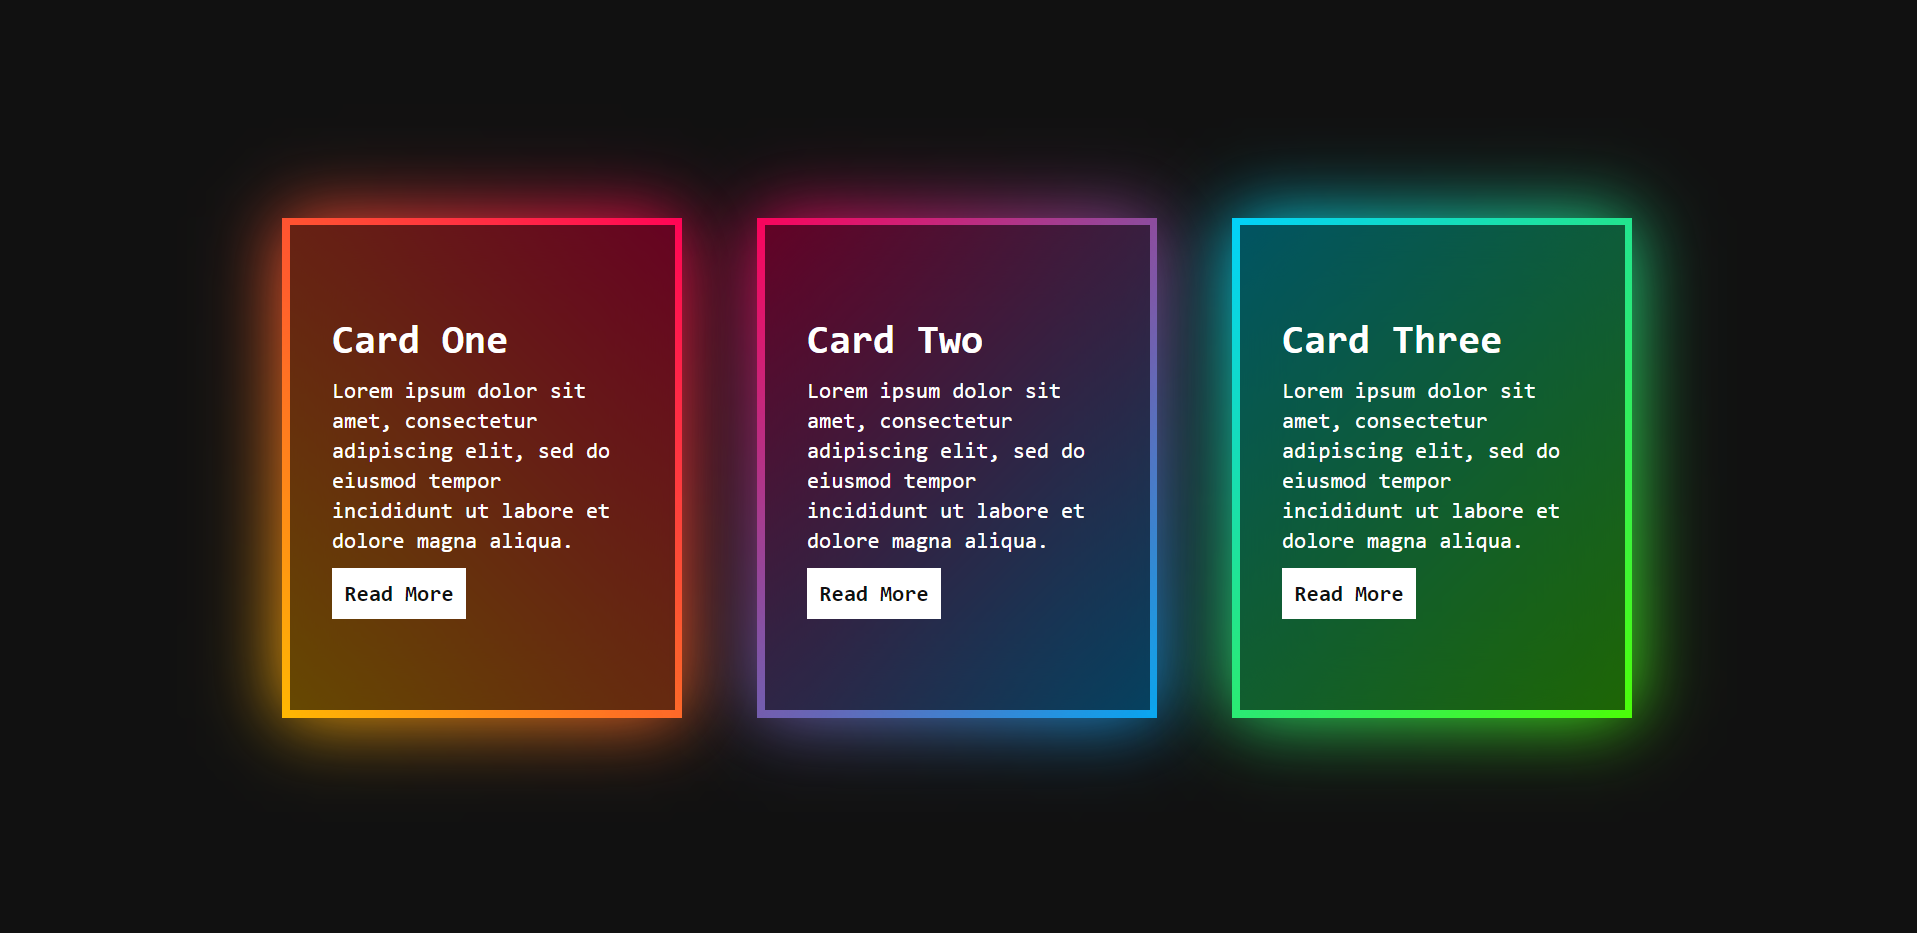 Card One
Lorem ipsum dolor sit
amet, consectetur
adipiscing elit, sed do
eiusmod tempor
incididunt ut labore et
dolore magna aliqua.
Read More
Card Two
Lorem ipsum dolor sit
amet, consectetur
adipiscing elit, sed do
eiusmod tempor
incididunt ut labore et
dolore magna aliqua.
Read More
Card Three
Lorem ipsum dolor sit
amet, consectetur
adipiscing elit, sed do
eiusmod tempor
incididunt ut labore et
dolore magna aliqua.
Read More